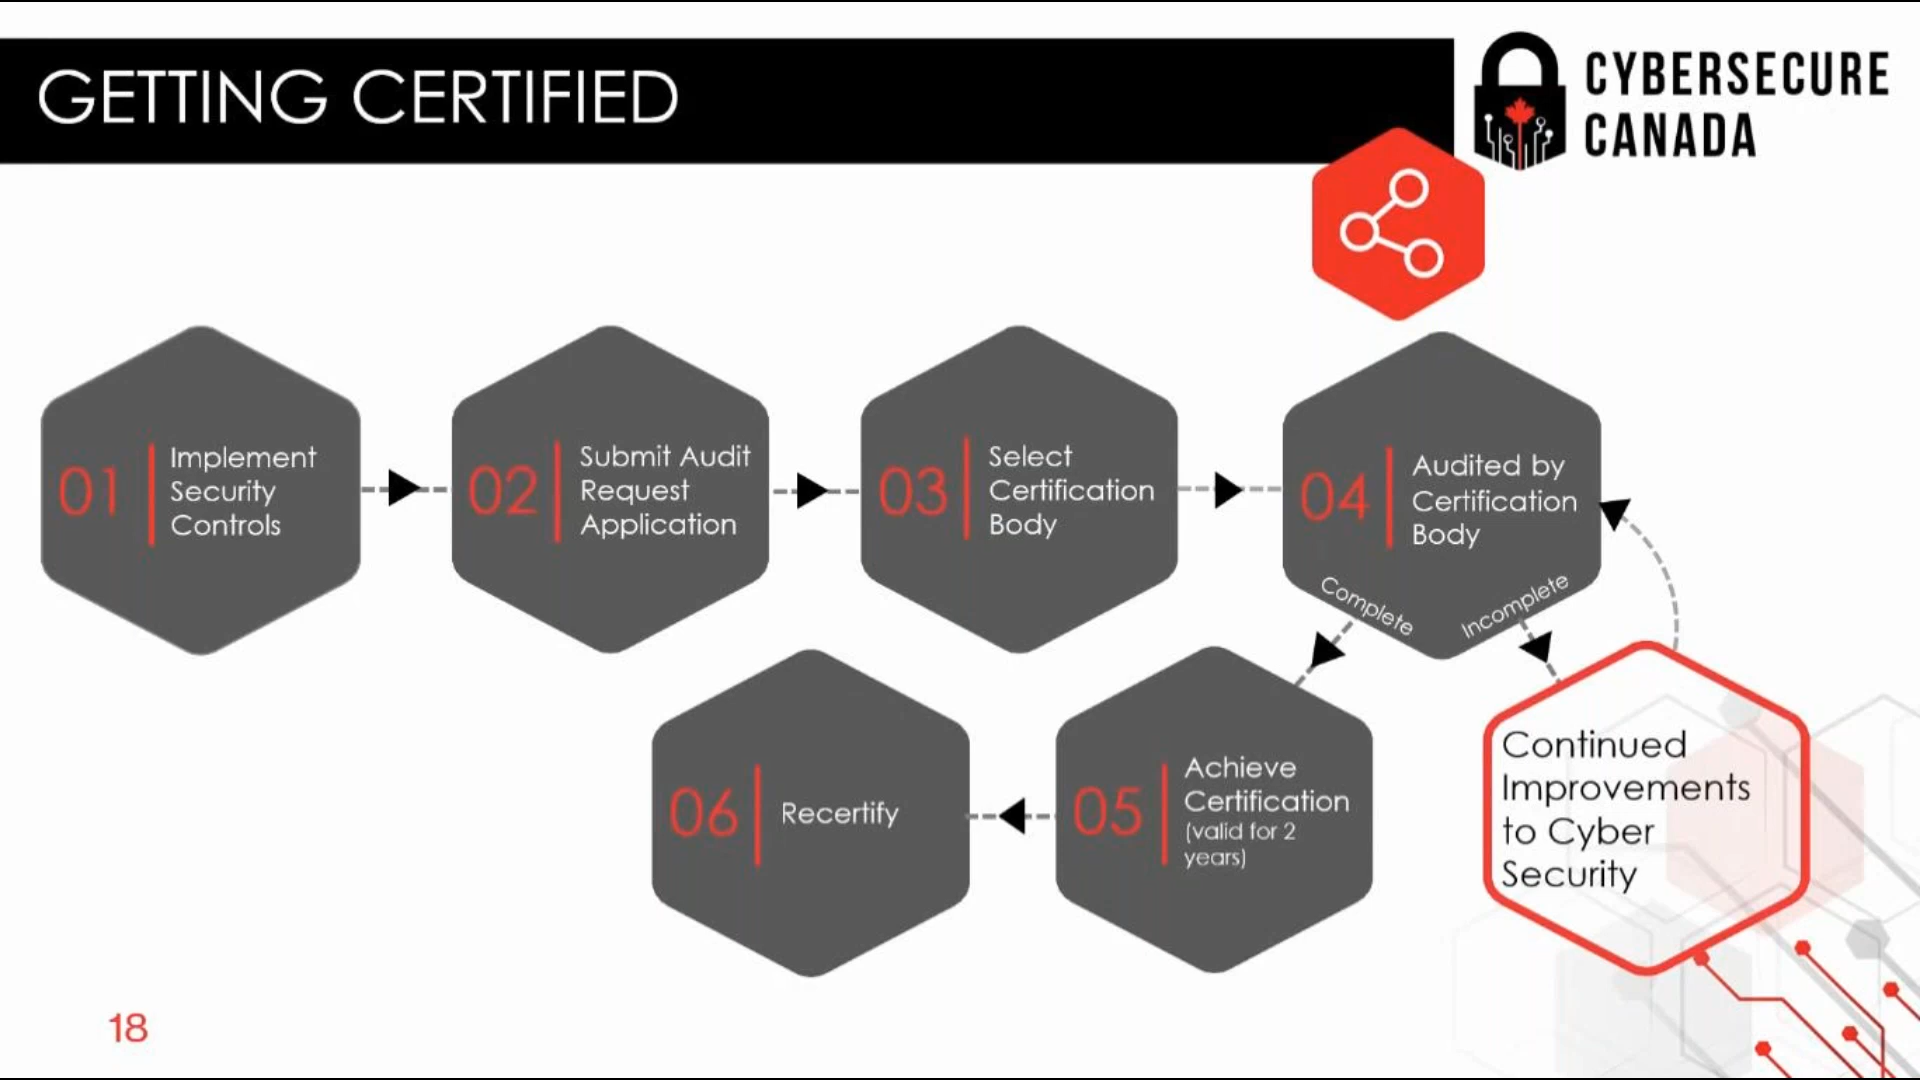 GETTING CERTIFIED
CYBERSECURE
CANADA
01
Implement
Security
Controls
02
Submit Audit
Request
Application
03
Select
Certification
Body
04
Audited by
Certification
Body
Complete
Incomplete
Continued
Improvements
to Cyber
Security
05
Achieve
Certification
(valid for 2
years)
06
Recertify
18